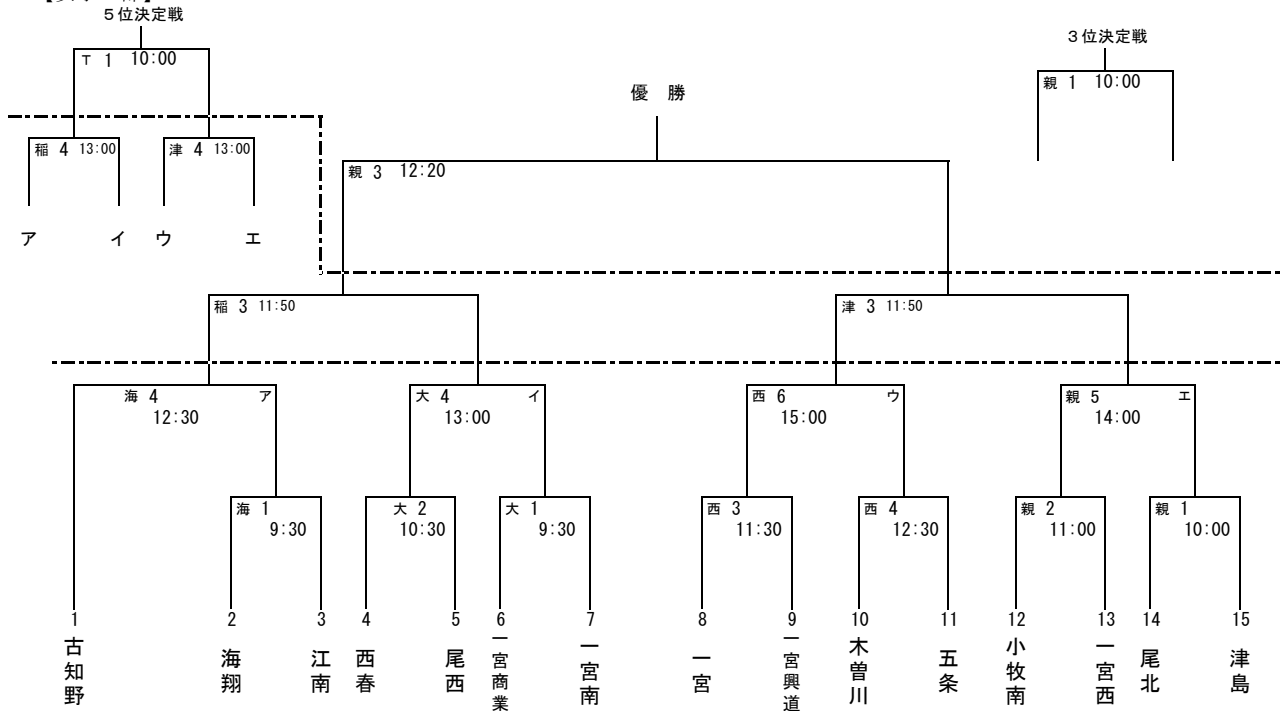 ５位決定戦
T 1 10:00
３位決定戦
親 1 10:00
優 勝
稲 4 13:00
津 4 13:00
親 3 12:20
ア イ ウ エ
稲 3 11:50
津 3 11:50
海 4 ア
12:30
大 4 イ
13:00
西 6 ウ
15:00
親 5 エ
14:00
海 1
9:30
大 2
10:30
大 1
9:30
西 3
11:30
西 4
12:30
親 2
11:00
親 1
10:00
1 2 3 4 5 6 7 8 9 10 11 12 13 14 15
古知野
海翔
江南
西春
尾西
一宮商業
一宮南
一宮
一宮興道
木曽川
五条
小牧南
一宮西
尾北
津島